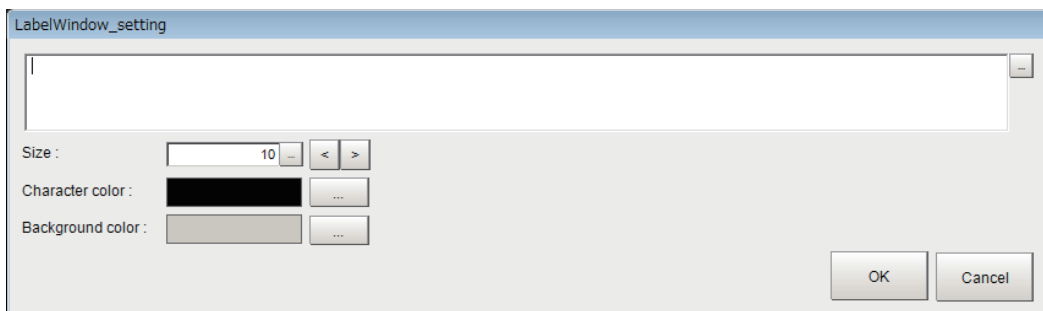 LabelWindow_setting
...
Size :
10 ... < >
Character color :
...
Background color :
...
OK Cancel